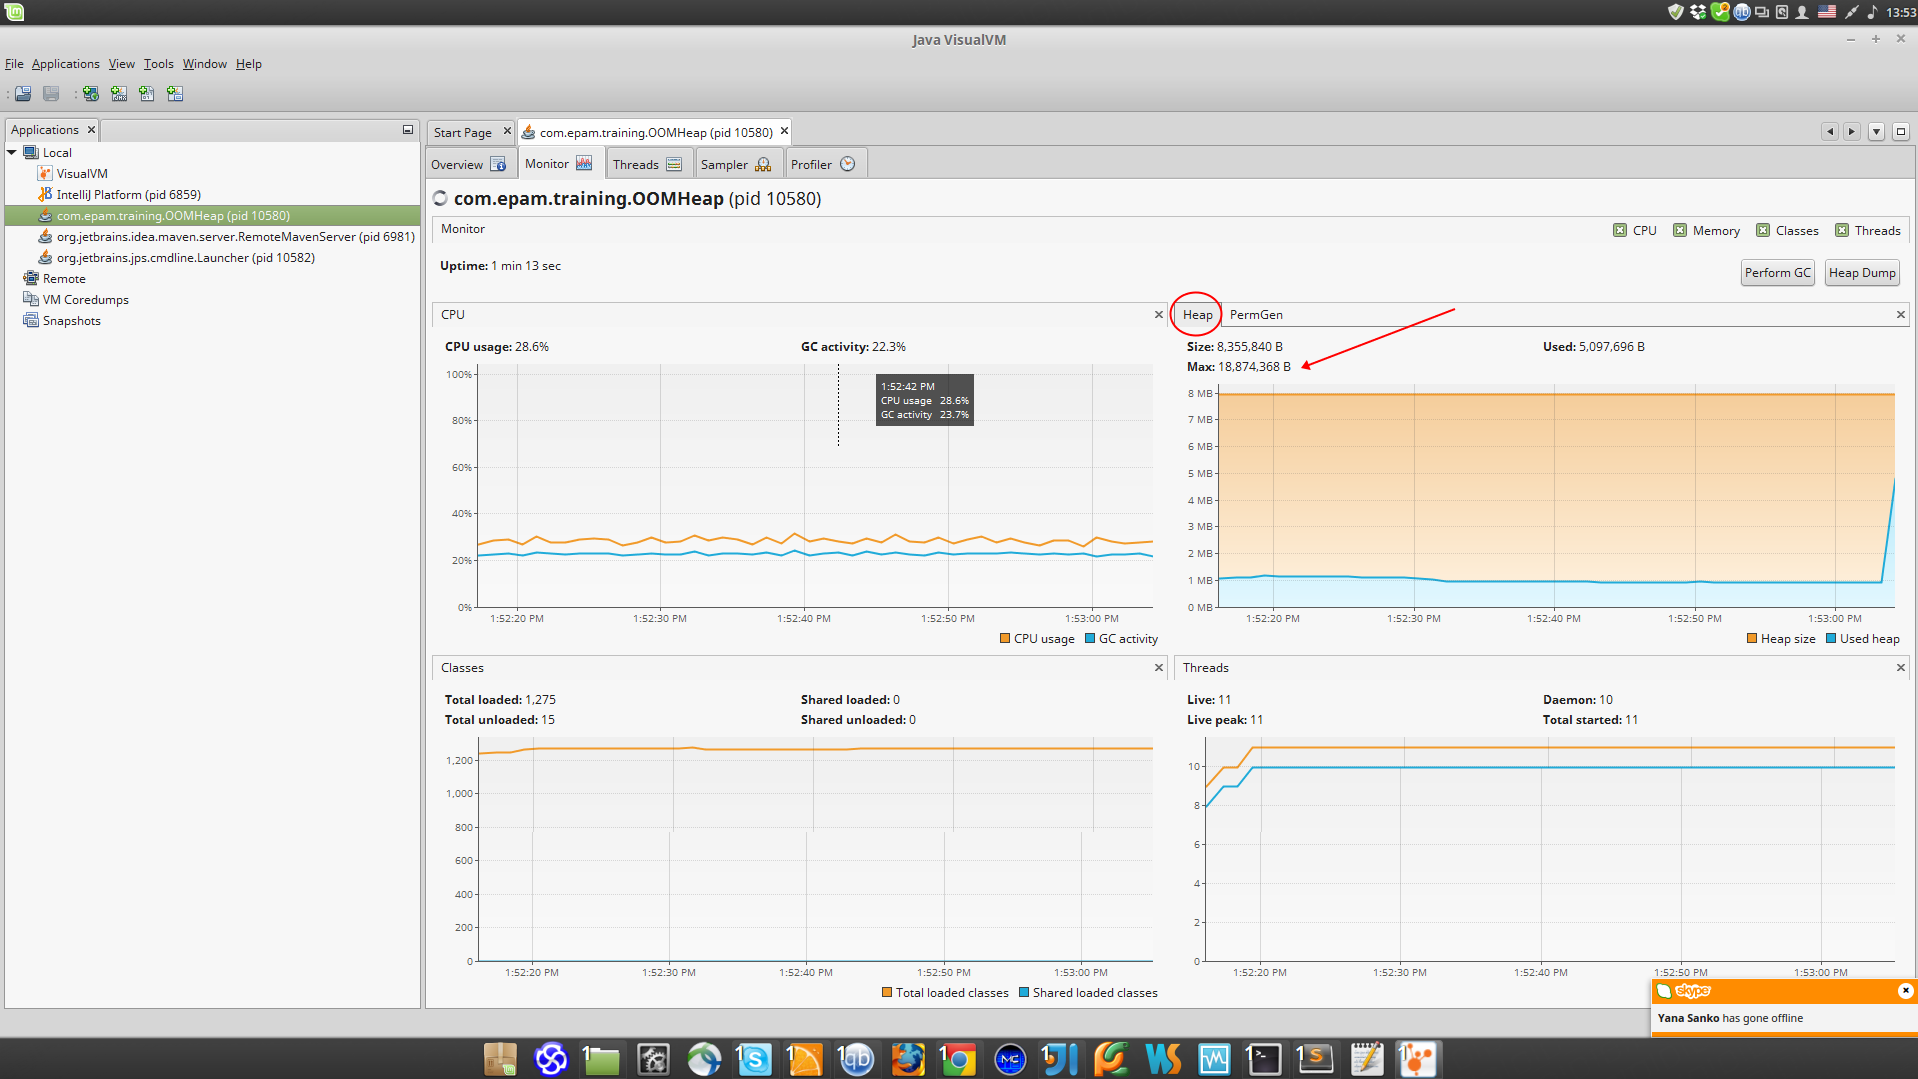 13:53
Java VisualVM
File Applications View Tools Window Help
Applications
Local
VisualVM
IntelliJ Platform (pid 6859)
com.epam.training.OOMHeap (pid 10580)
org.jetbrains.idea.maven.server.RemoteMavenServer (pid 6981)
org.jetbrains.jps.cmdline.Launcher (pid 10582)
Remote
VM Coredumps
Snapshots
Start Page com.epam.training.OOMHeap (pid 10580)
Overview Monitor Threads Sampler Profiler
com.epam.training.OOMHeap (pid 10580)
Monitor CPU Memory Classes Threads
Uptime: 1 min 13 sec
Perform GC Heap Dump
CPU
CPU usage: 28.6% GC activity: 22.3%
100%
80%
60%
40%
20%
0%
1:52:42 PM
CPU usage 28.6%
GC activity 23.7%
1:52:20 PM 1:52:30 PM 1:52:40 PM 1:52:50 PM 1:53:00 PM
CPU usage GC activity
Heap PermGen
Size: 8,355,840 B Used: 5,097,696 B
Max: 18,874,368 B
8 MB
7 MB
6 MB
5 MB
4 MB
3 MB
2 MB
1 MB
0 MB
1:52:20 PM 1:52:30 PM 1:52:40 PM 1:52:50 PM 1:53:00 PM
Heap size Used heap
Classes
Total loaded: 1,275 Shared loaded: 0
Total unloaded: 15 Shared unloaded: 0
1,200
1,000
800
600
400
200
0
1:52:20 PM 1:52:30 PM 1:52:40 PM 1:52:50 PM 1:53:00 PM
Total loaded classes Shared loaded classes
Threads
Live: 11 Daemon: 10
Live peak: 11 Total started: 11
10
8
6
4
2
0
1:52:20 PM 1:52:30 PM 1:52:40 PM 1:52:50 PM 1:53:00 PM
skype
Yana Sanko has gone offline